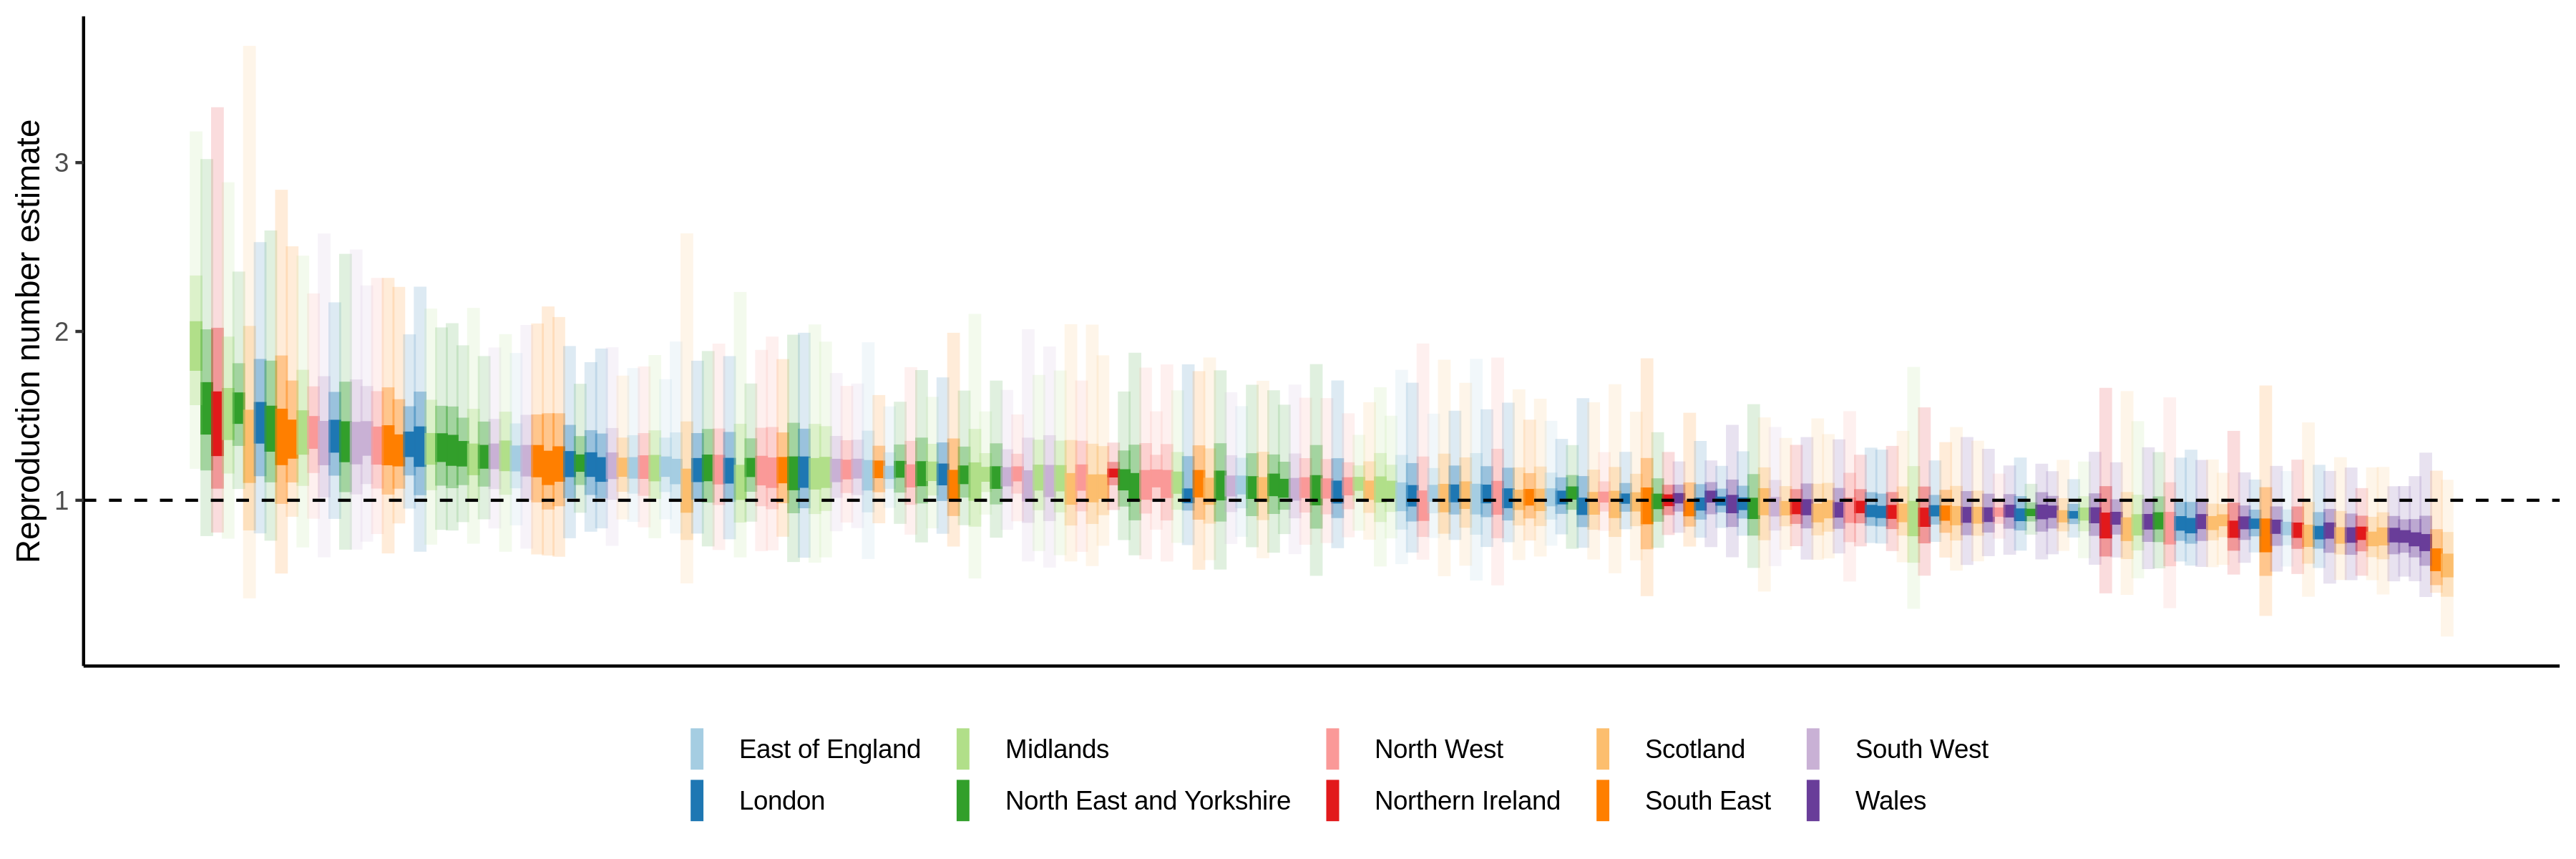 Reproduction number estimate
3
2
1
East of England
Midlands
North West
Scotland
South West
London
North East and Yorkshire
Northern Ireland
South East
Wales